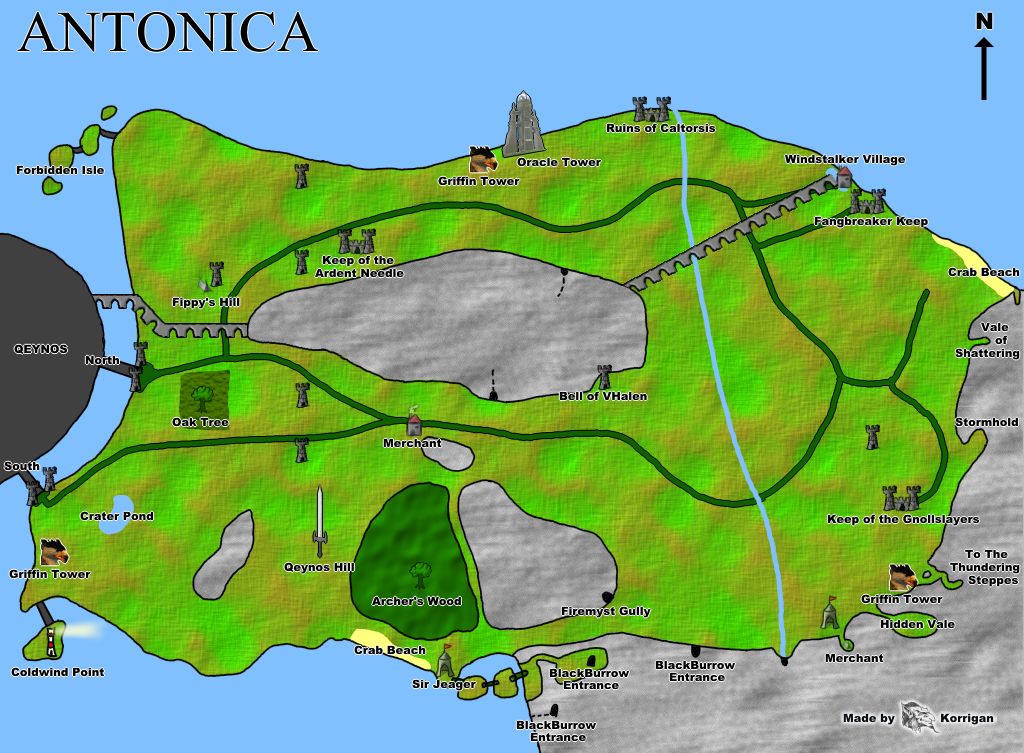 ANTONICA
N
Ruins of Caltorsis
Oracle Tower
Windstalker Village
Forbidden Isle
Griffin Tower
Fangbreaker Keep
Keep of the
Ardent Needle
Crab Beach
Fippy's Hill
Vale
of
Shattering
QEYNOS
North
Bell of VHalen
Oak Tree
Merchant
Stormhold
South
Crater Pond
Keep of the Gnollslayers
Qeynos Hill
To The
Thundering
Steppes
Griffin Tower
Archer's Wood
Firemyst Gully
Griffin Tower
Hidden Vale
Crab Beach
Merchant
Coldwind Point
Sir Jeager
BlackBurrow
Entrance
BlackBurrow
Entrance
Made by Korrigan
BlackBurrow
Entrance